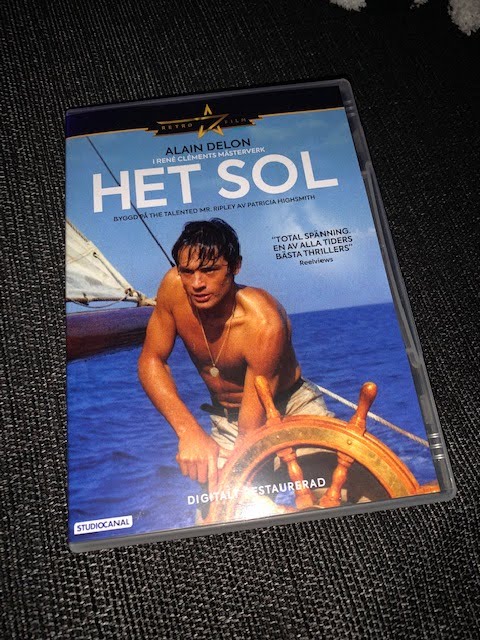 RETRO FILM
ALAIN DELON
I RENÉ CLÉMENTS MÄSTERVERK
HET SOL
BYGGD PÅ THE TALENTED MR. RIPLEY AV PATRICIA HIGHSMITH
"TOTAL SPÄNNING.
EN AV ALLA TIDERS
BÄSTA THRILLERS"
Reelviews
DIGITALT RESTAURERAD
STUDIOCANAL